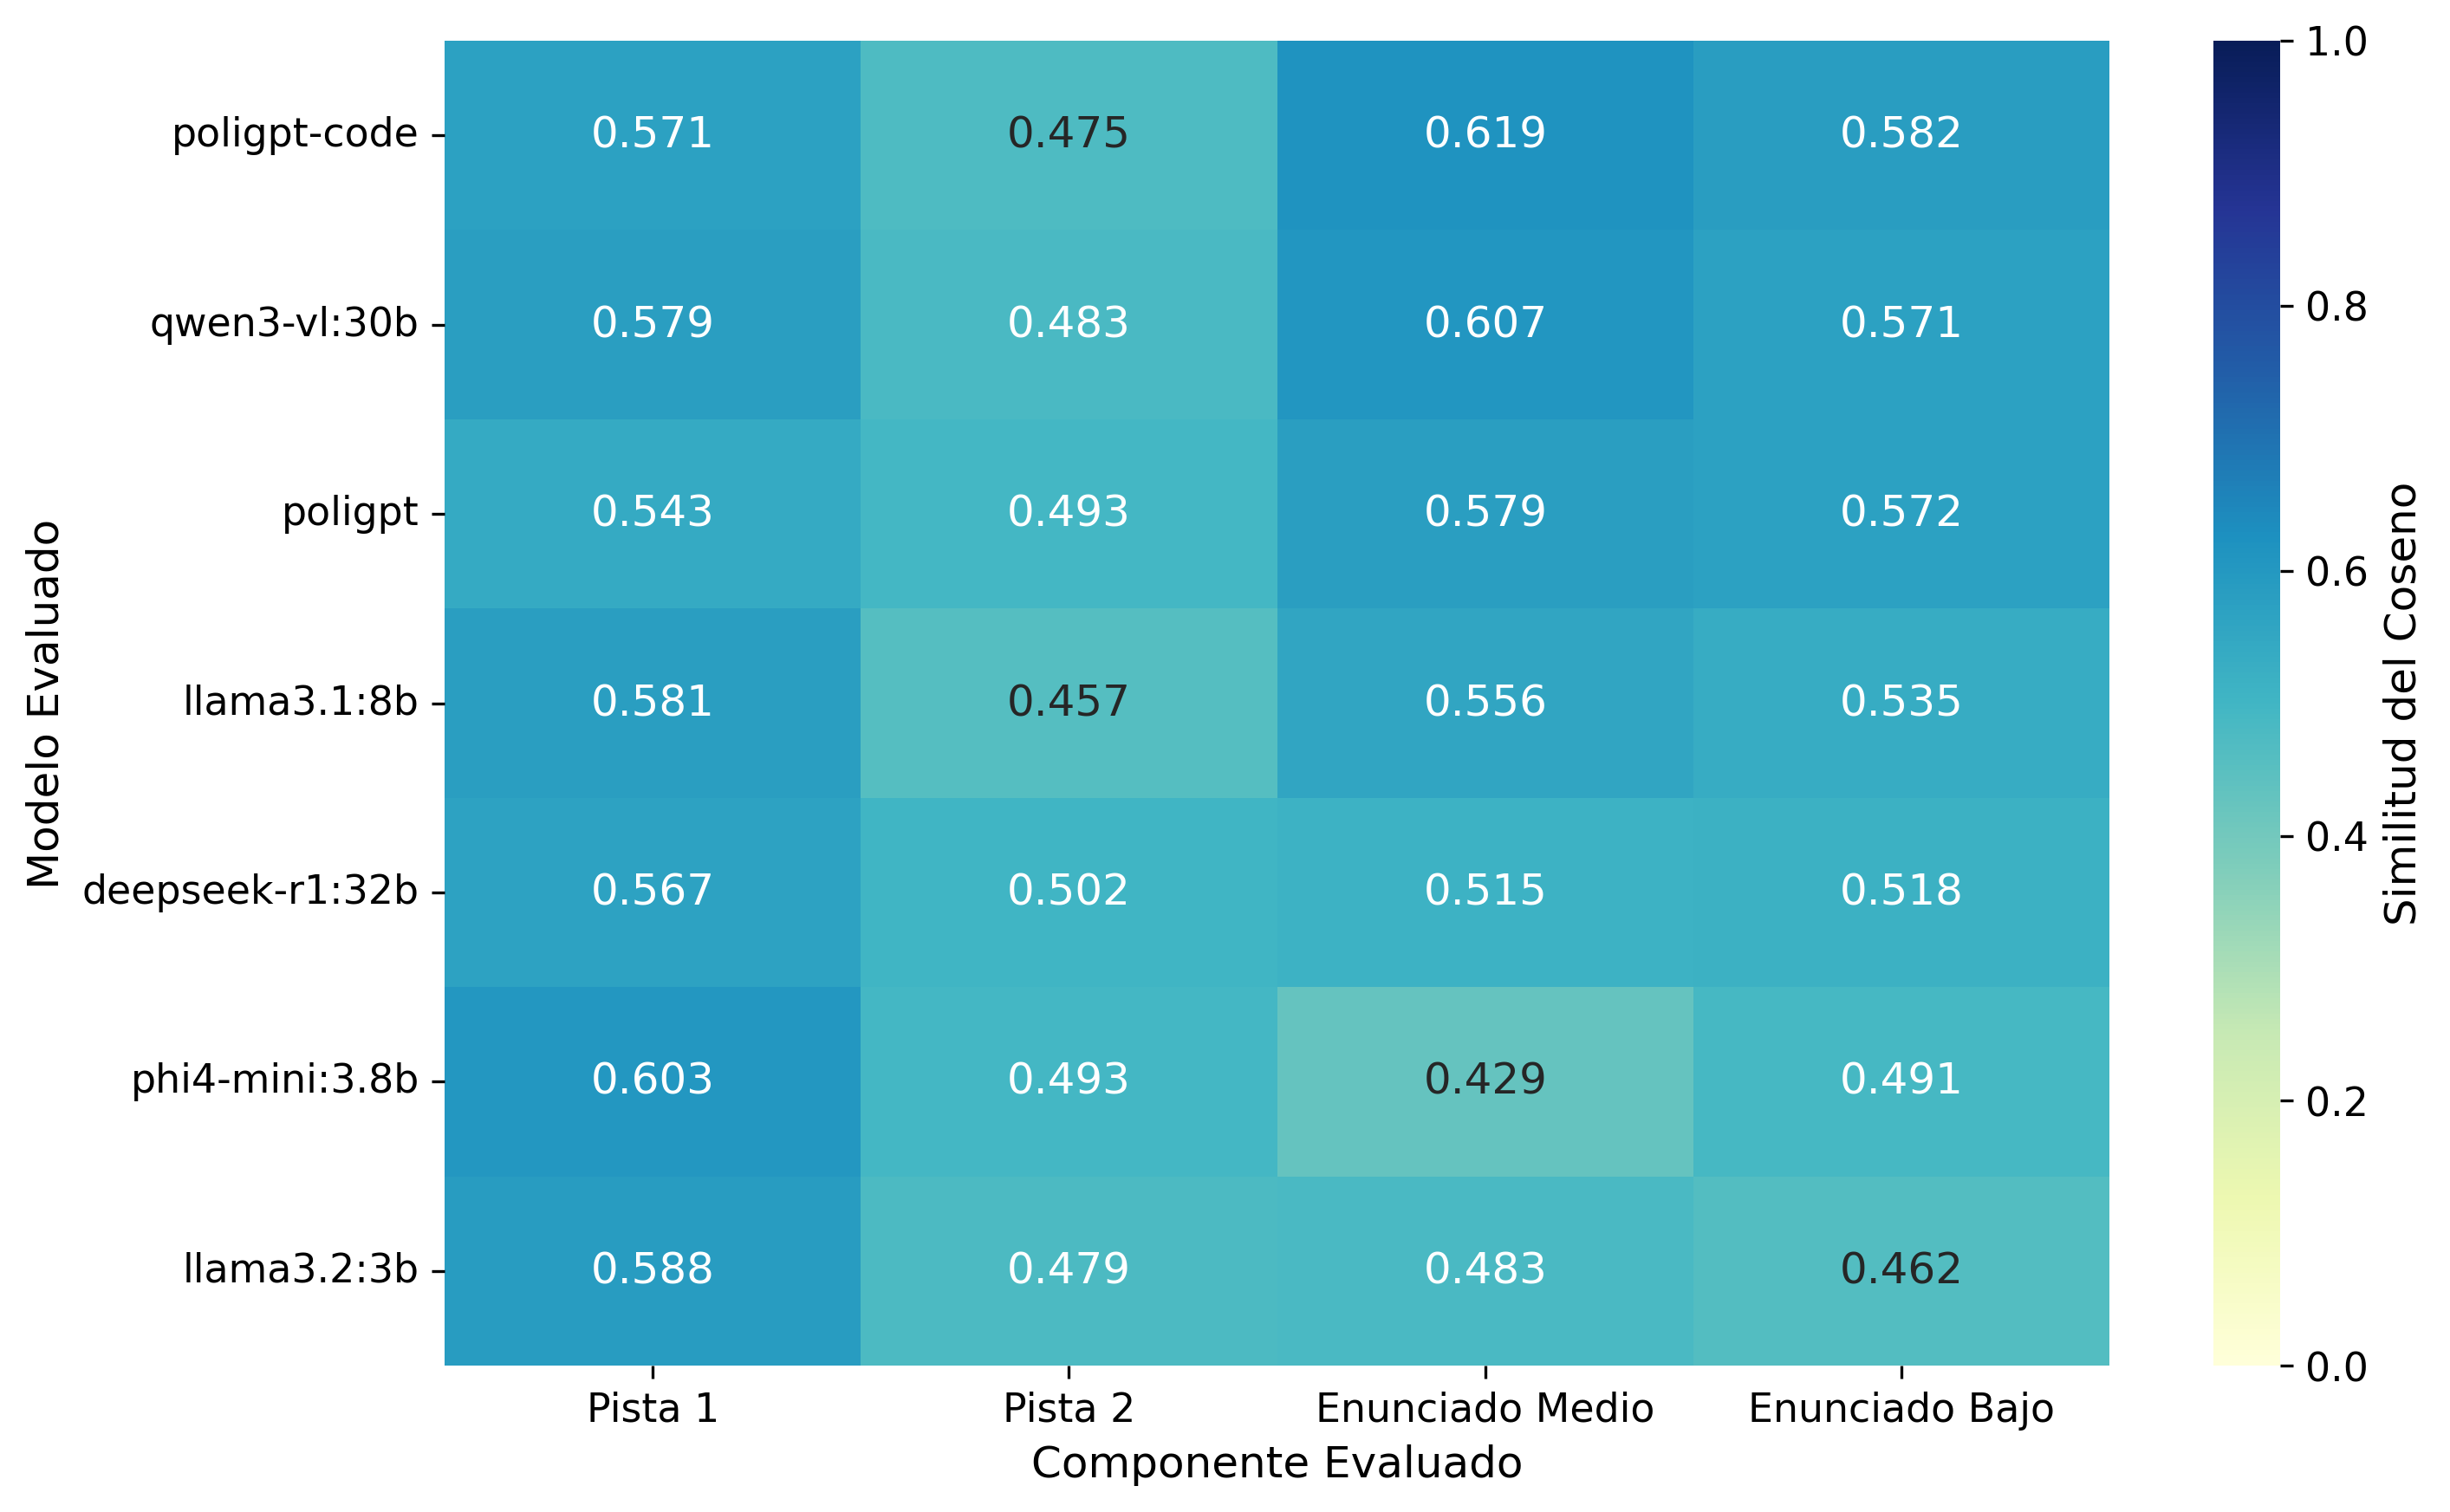 Modelo Evaluado
poligpt-code 0.571 0.475 0.619 0.582
qwen3-vl:30b 0.579 0.483 0.607 0.571
poligpt 0.543 0.493 0.579 0.572
llama3.1:8b 0.581 0.457 0.556 0.535
deepseek-r1:32b 0.567 0.502 0.515 0.518
phi4-mini:3.8b 0.603 0.493 0.429 0.491
llama3.2:3b 0.588 0.479 0.483 0.462
Pista 1 Pista 2 Enunciado Medio Enunciado Bajo
Componente Evaluado
1.0
0.8
0.6
0.4
0.2
0.0
Similitud del Coseno